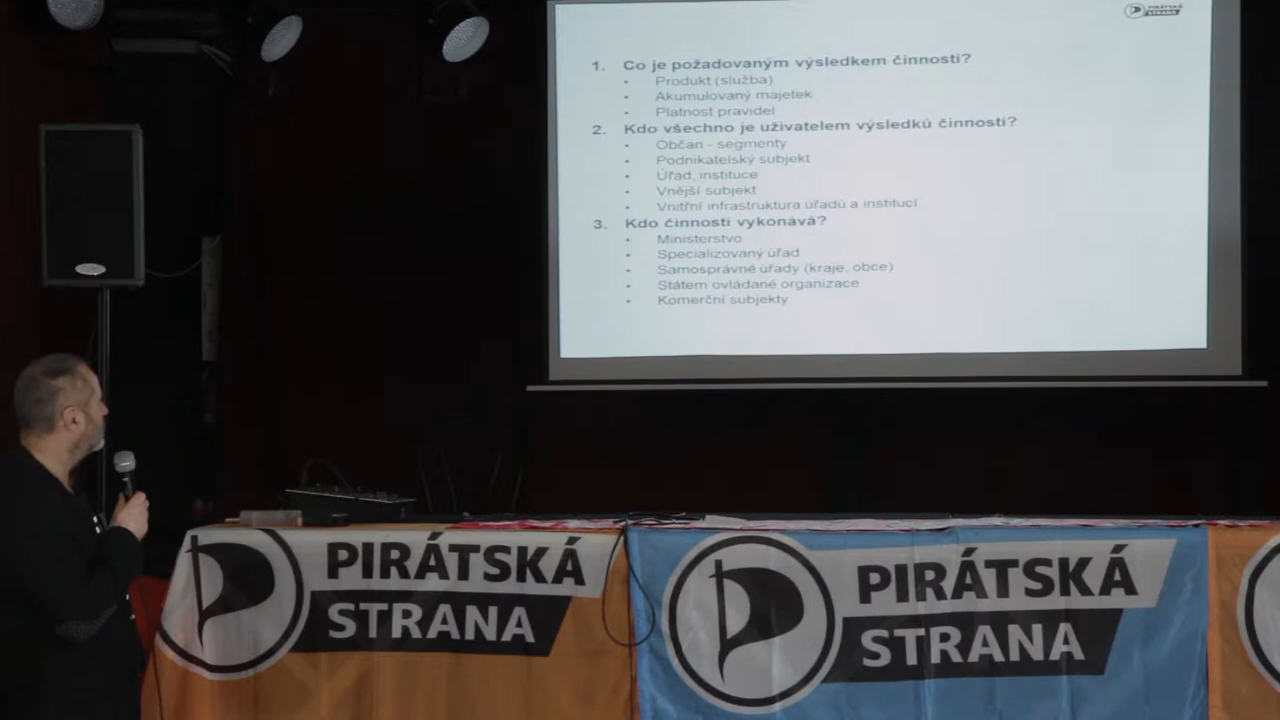 PIRÁTSKÁ
STRANA
1. Co je požadovaným výsledkem činnosti?
• Produkt (služba)
• Akumulovaný majetek
• Platnost pravidel
2. Kdo všechno je uživatelem výsledků činnosti?
• Občan - segmenty
• Podnikatelský subjekt
• Úřad, instituce
• Vnější subjekt
• Vnitřní infrastruktura úřadů a institucí
3. Kdo činnosti vykonává?
• Ministerstvo
• Specializovaný úřad
• Samosprávné úřady (kraje, obce)
• Státem ovládané organizace
• Komerční subjekty
PIRÁTSKÁ
STRANA
PIRÁTSKÁ
STRANA